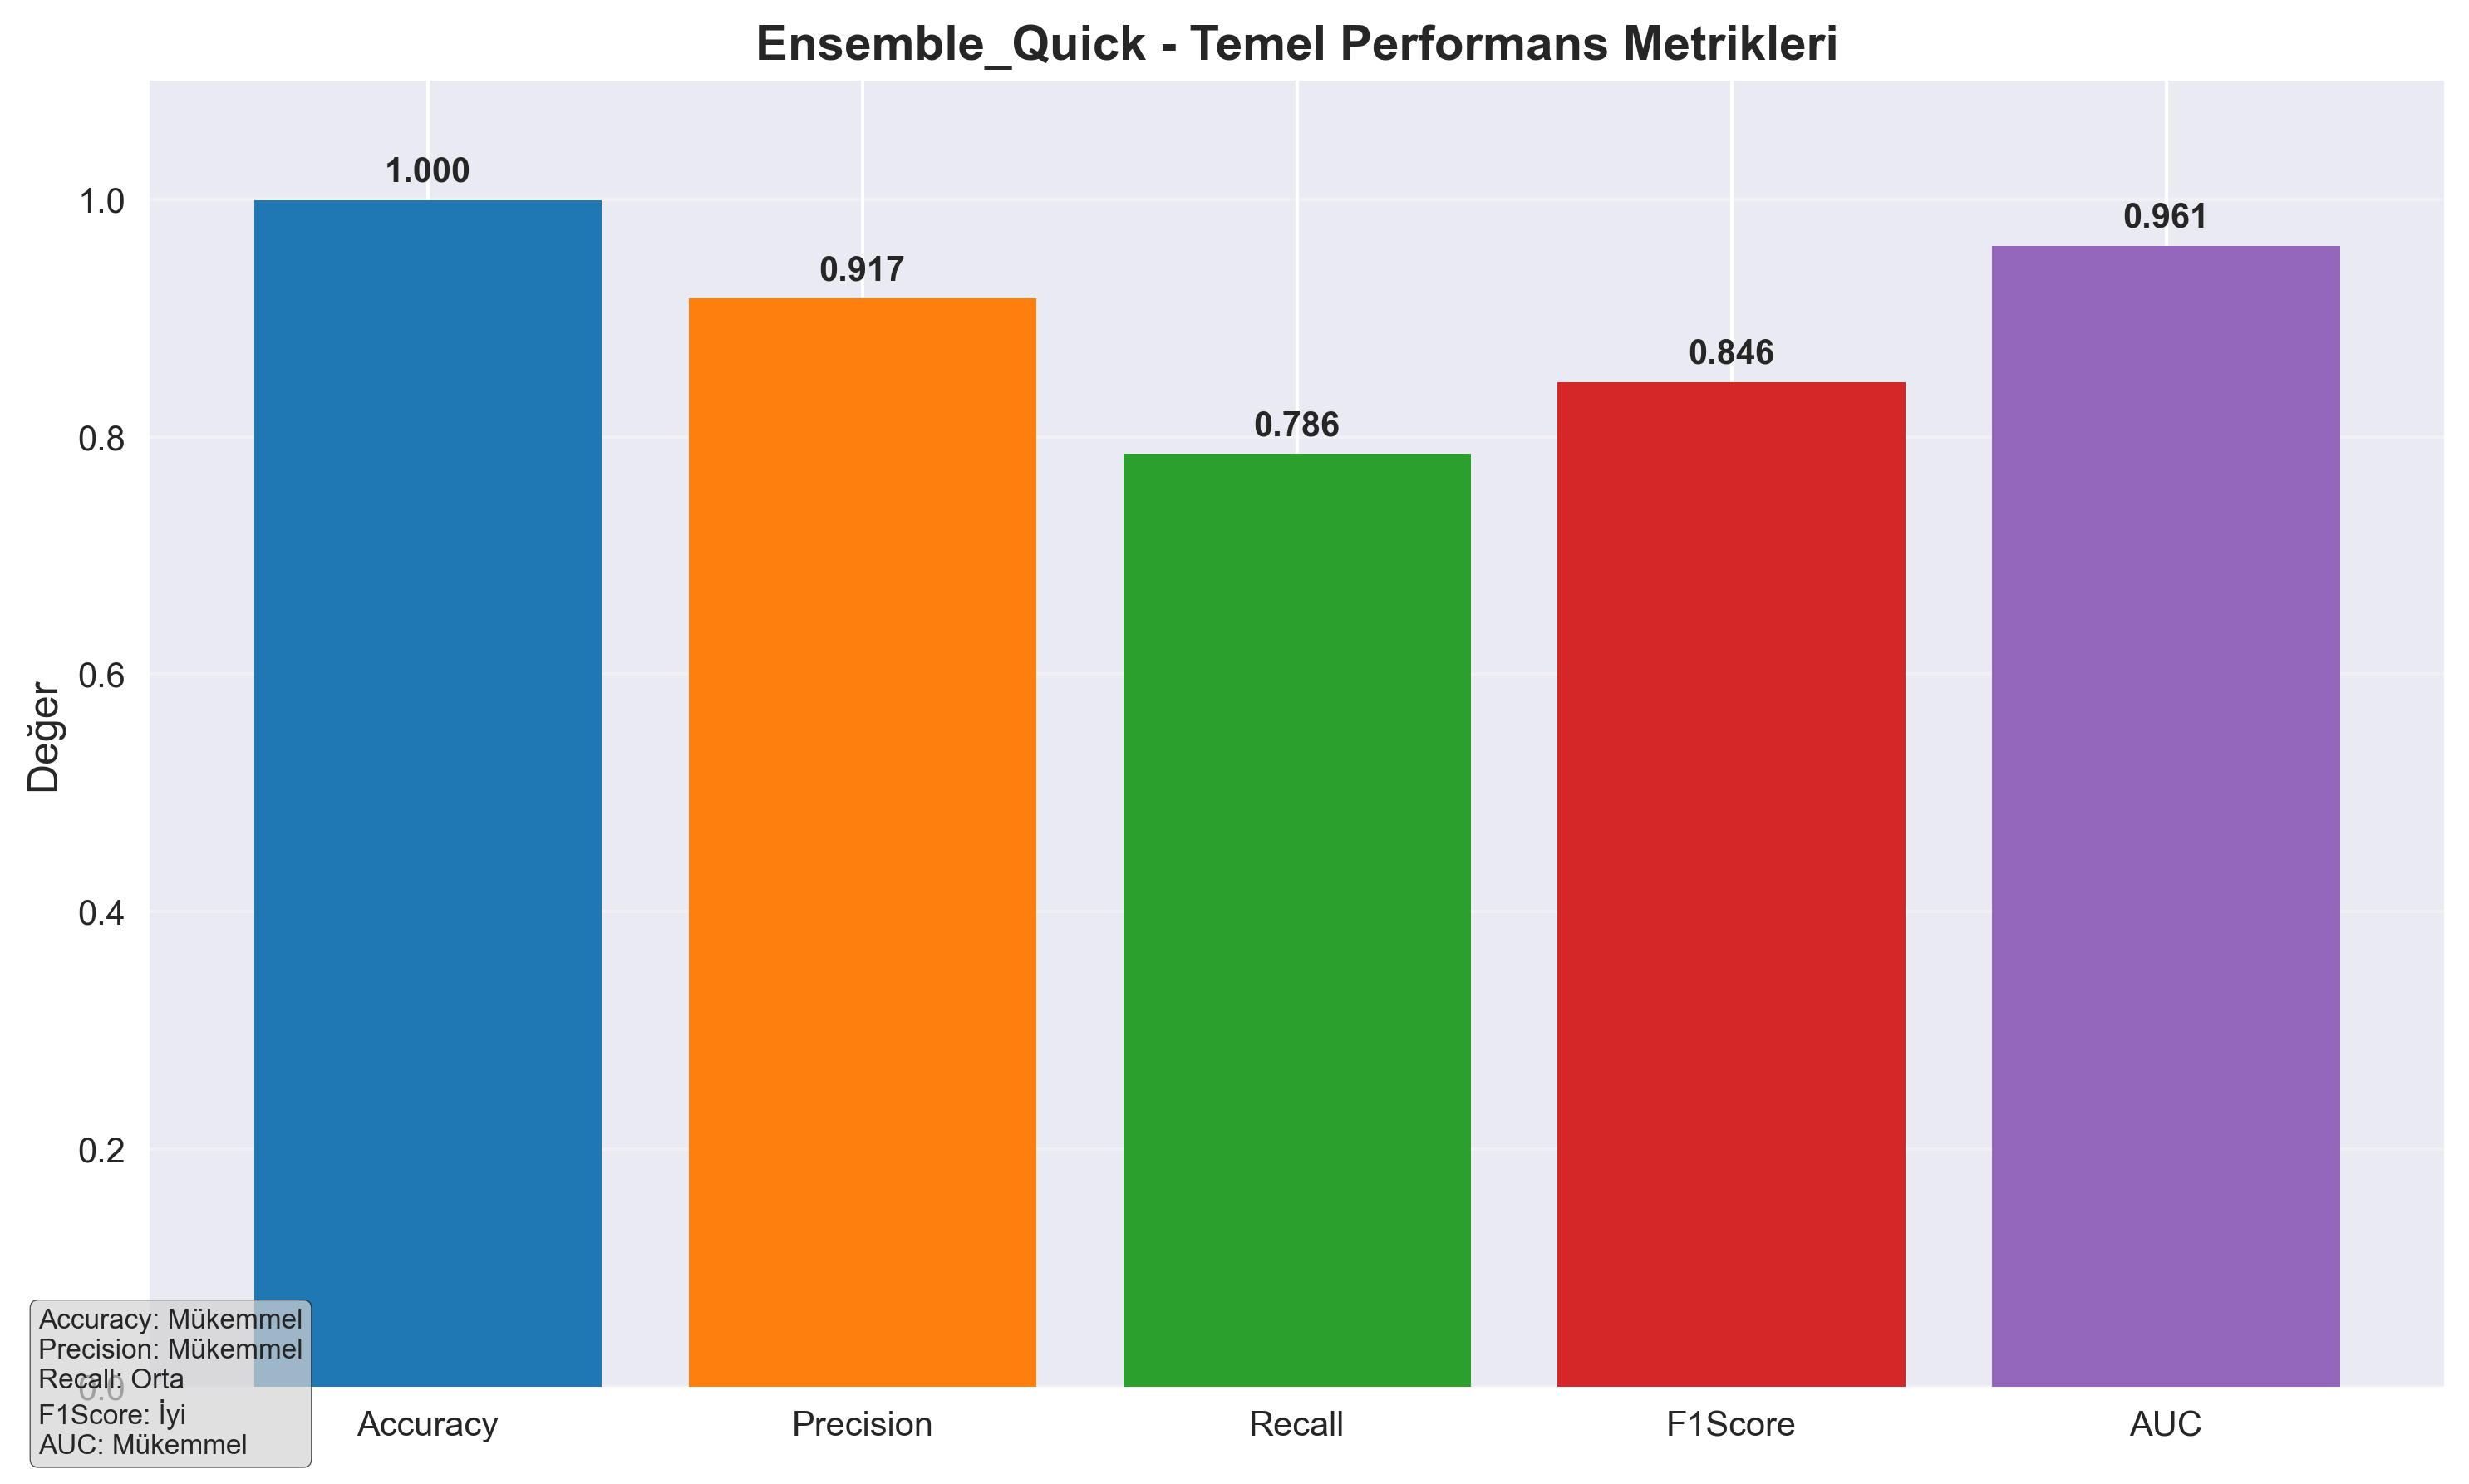 Ensemble_Quick - Temel Performans Metrikleri
1.000
0.917
0.786
0.846
0.961
Değer
1.0
0.8
0.6
0.4
0.2
0.0
Accuracy
Precision
Recall
F1Score
AUC
Accuracy: Mükemmel
Precision: Mükemmel
Recall: Orta
F1Score: İyi
AUC: Mükemmel